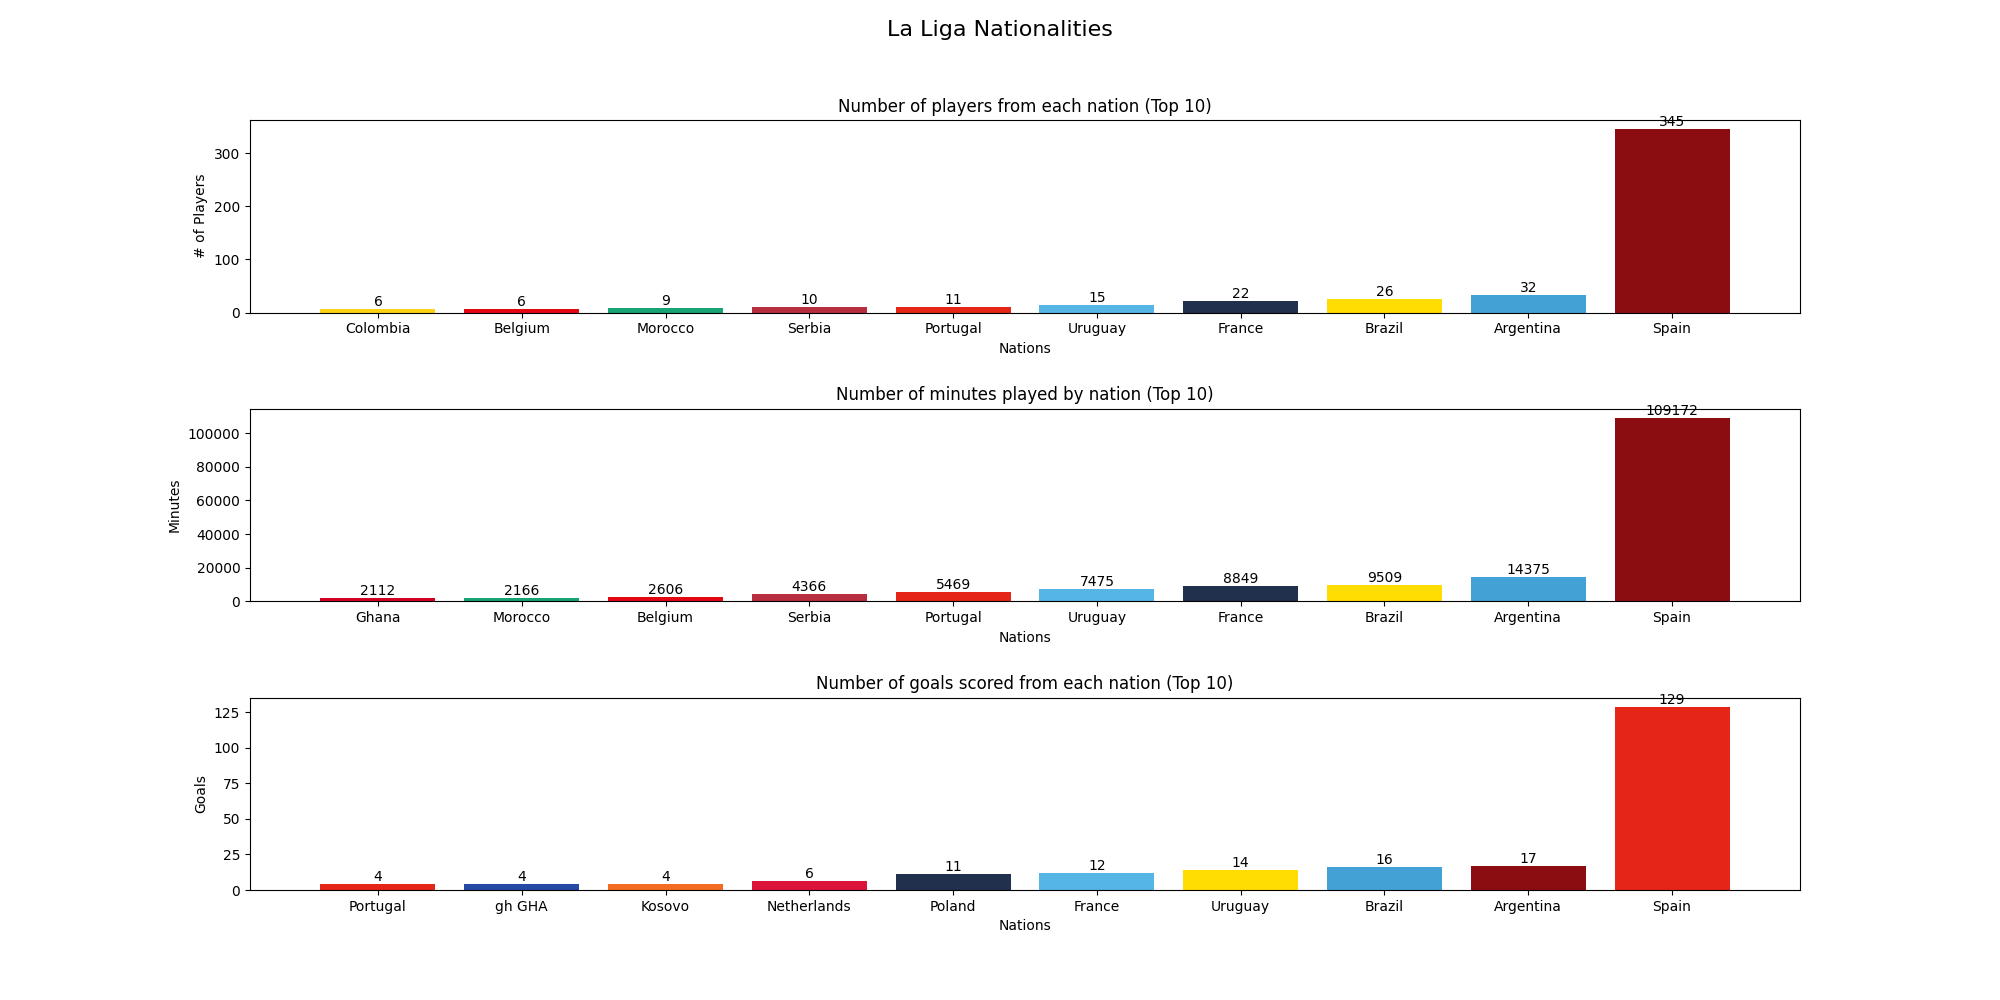 La Liga Nationalities
Number of players from each nation (Top 10)
# of Players
300
200
100
0
6 6 9 10 11 15 22 26 32 345
Colombia Belgium Morocco Serbia Portugal Uruguay France Brazil Argentina Spain
Nations
Number of minutes played by nation (Top 10)
Minutes
100000
80000
60000
40000
20000
0
2112 2166 2606 4366 5469 7475 8849 9509 14375 109172
Ghana Morocco Belgium Serbia Portugal Uruguay France Brazil Argentina Spain
Nations
Number of goals scored from each nation (Top 10)
Goals
125
100
75
50
25
0
4 4 4 6 11 12 14 16 17 129
Portugal gh GHA Kosovo Netherlands Poland France Uruguay Brazil Argentina Spain
Nations